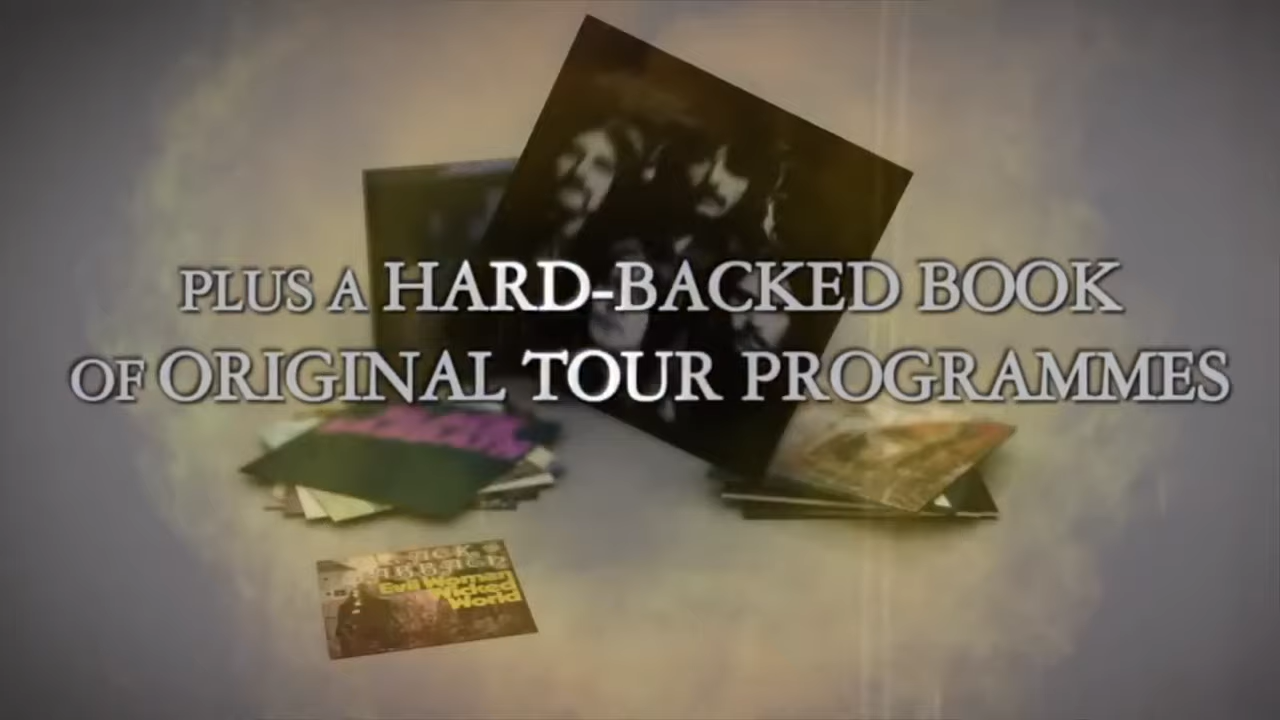 PLUS A HARD-BACKED BOOK
OF ORIGINAL TOUR PROGRAMMES
Evil Woman
Wicked
World